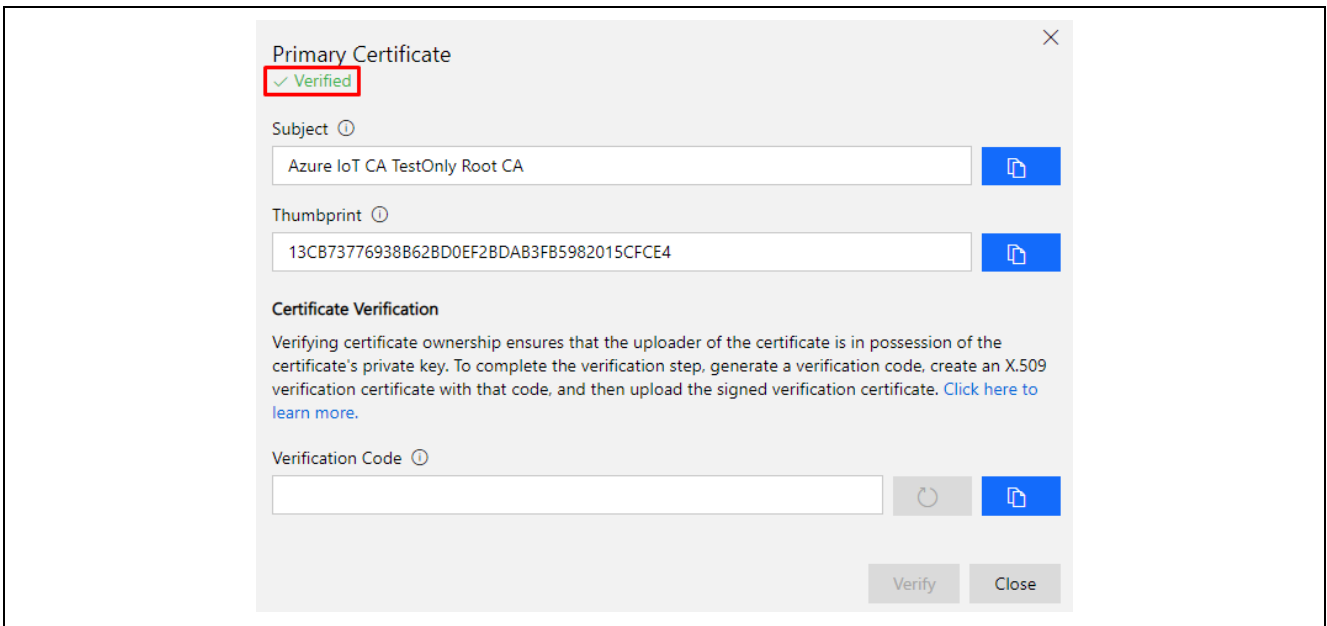 Primary Certificate
Verified
Subject
Azure IoT CA TestOnly Root CA
Thumbprint
13CB73776938B62BD0EF2BDAB3FB5982015CFCE4
Certificate Verification
Verifying certificate ownership ensures that the uploader of the certificate is in possession of the
certificate's private key. To complete the verification step, generate a verification code, create an X.509
verification certificate with that code, and then upload the signed verification certificate. Click here to
learn more.
Verification Code
Verify Close